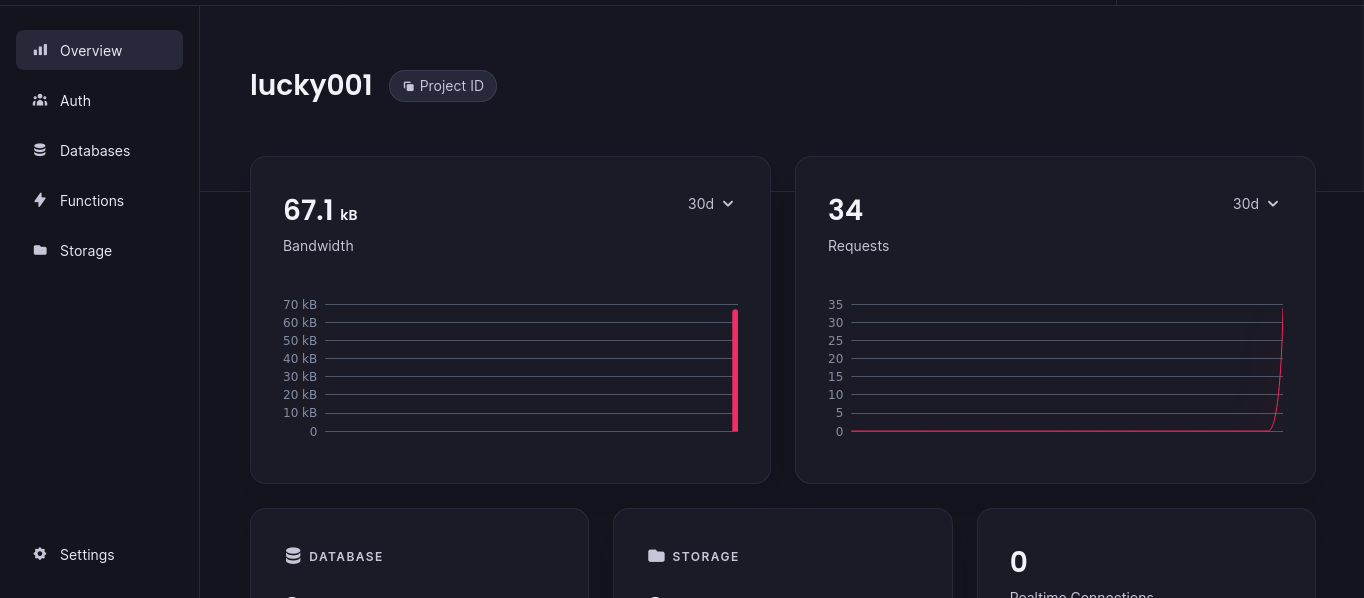 Overview
Auth
Databases
Functions
Storage
Settings
lucky001
Project ID
67.1 kB
30d
Bandwidth
70 kB
60 kB
50 kB
40 kB
30 kB
20 kB
10 kB
0
34
30d
Requests
35
30
25
20
15
10
5
0
DATABASE
STORAGE
0
Realtime Connections